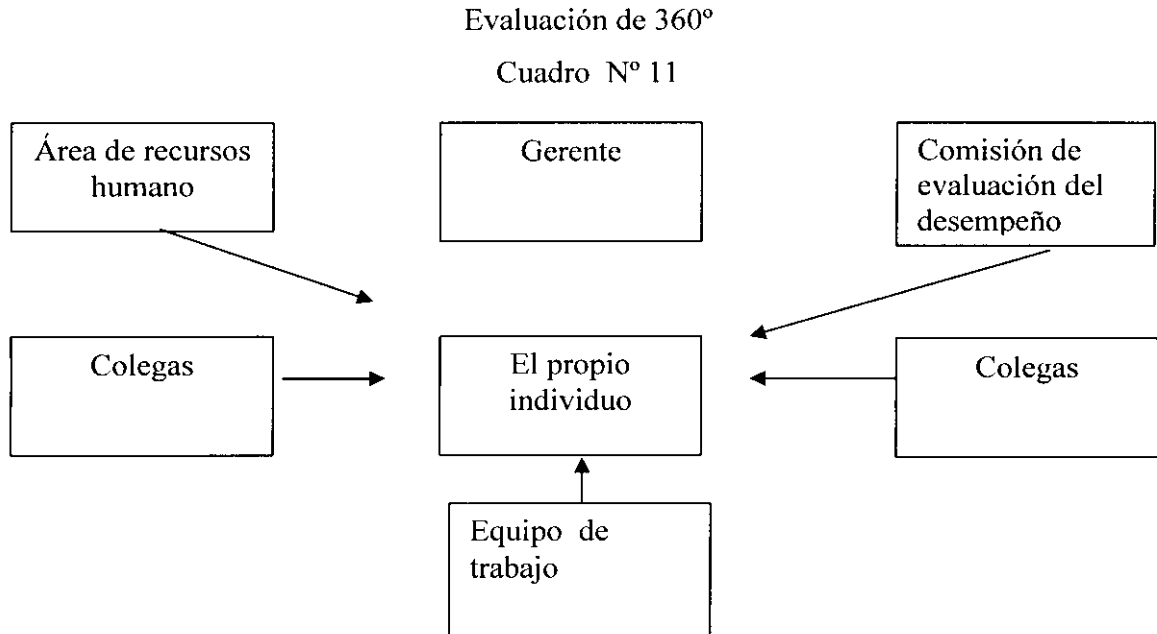 Evaluación de 360º
Cuadro Nº 11
Área de recursos
humano
Gerente
Comisión de
evaluación del
desempeño
Colegas
El propio
individuo
Colegas
Equipo de
trabajo